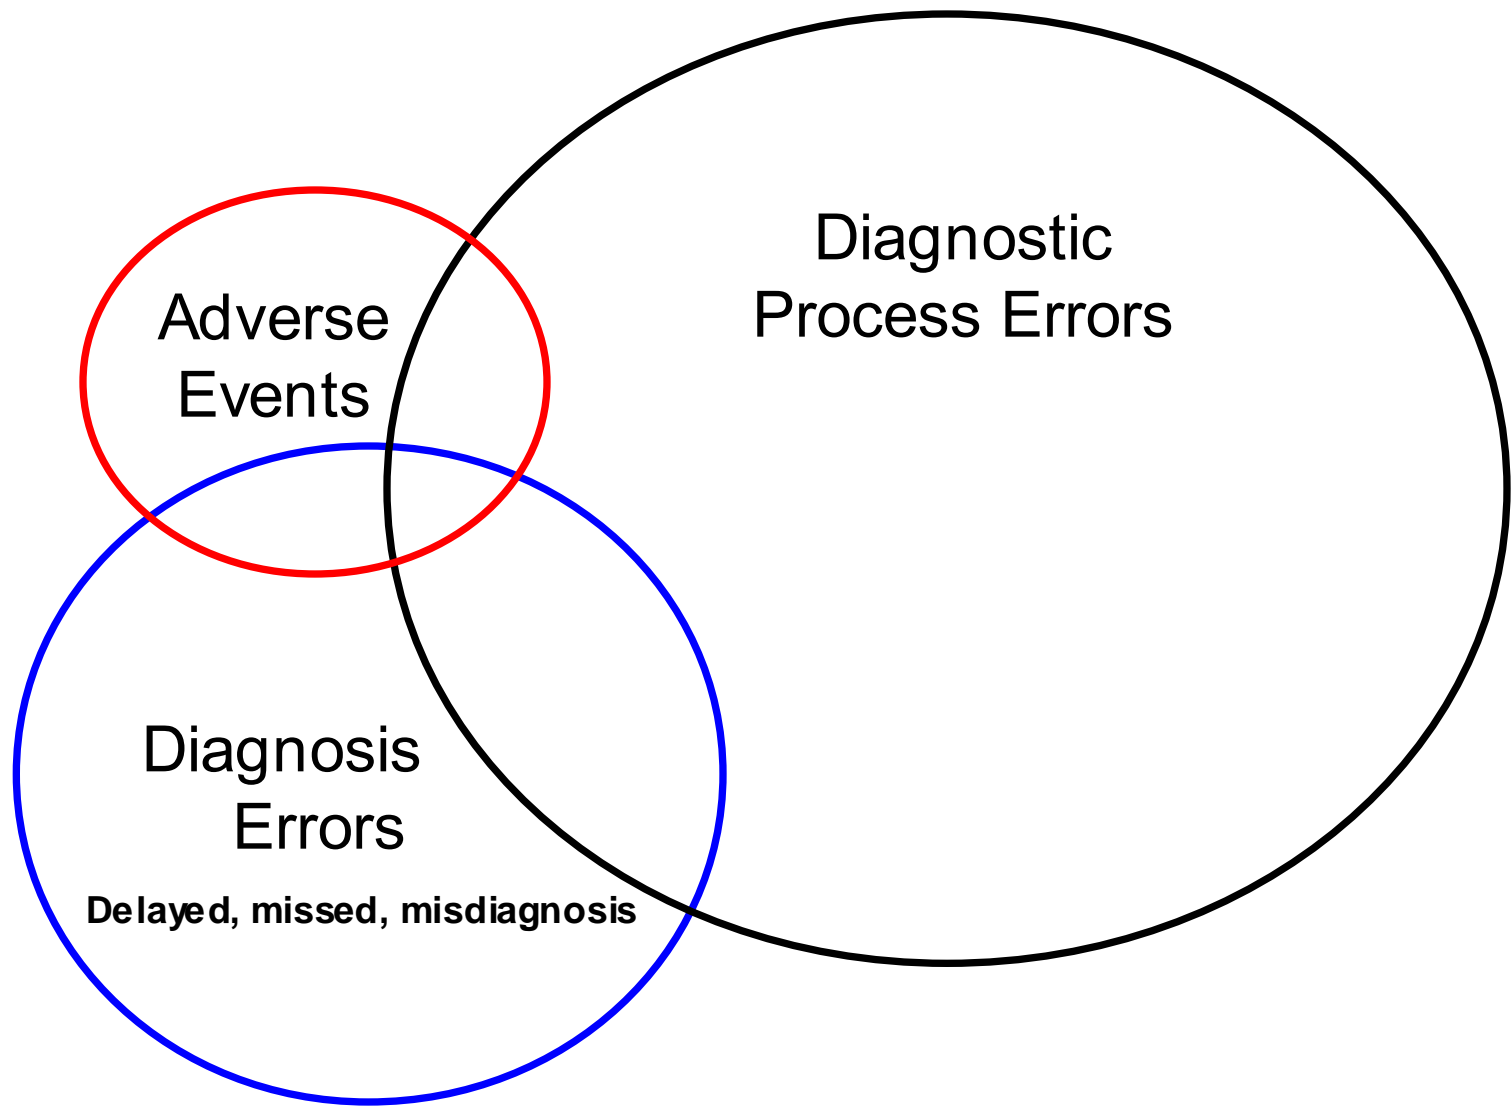 Diagnostic
Process Errors
Adverse
Events
Diagnosis
Errors
Delayed, missed, misdiagnosis